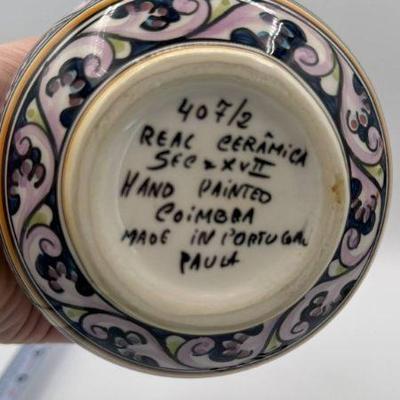 407/2
REAL CERÂMICA
SEC XVII
HAND PAINTED
COIMBRA
MADE IN PORTUGAL
PAULA